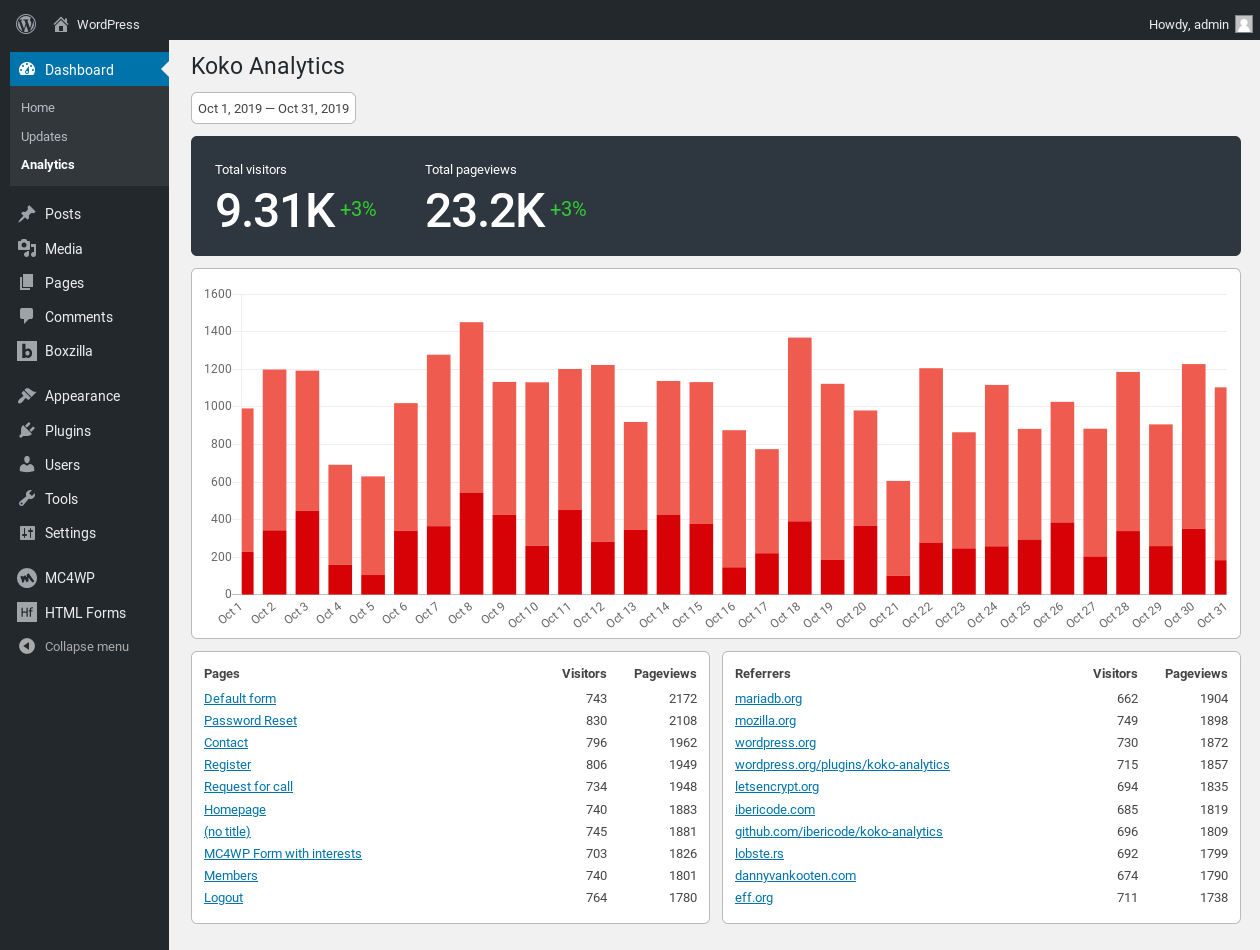 WordPress
Howdy, admin
Dashboard
Home
Updates
Analytics
Posts
Media
Pages
Comments
Boxzilla
Appearance
Plugins
Users
Tools
Settings
MC4WP
Hf HTML Forms
Collapse menu
Koko Analytics
Oct 1, 2019 — Oct 31, 2019
Total visitors
9.31K +3%
Total pageviews
23.2K +3%
1600
1400
1200
1000
800
600
400
200
0
Oct 1 Oct 2 Oct 3 Oct 4 Oct 5 Oct 6 Oct 7 Oct 8 Oct 9 Oct 10 Oct 11 Oct 12 Oct 13 Oct 14 Oct 15 Oct 16 Oct 17 Oct 18 Oct 19 Oct 20 Oct 21 Oct 22 Oct 23 Oct 24 Oct 25 Oct 26 Oct 27 Oct 28 Oct 29 Oct 30 Oct 31
Pages Visitors Pageviews
Default form 743 2172
Password Reset 830 2108
Contact 796 1962
Register 806 1949
Request for call 734 1948
Homepage 740 1883
(no title) 745 1881
MC4WP Form with interests 703 1826
Members 740 1801
Logout 764 1780
Referrers Visitors Pageviews
mariadb.org 662 1904
mozilla.org 749 1898
wordpress.org 730 1872
wordpress.org/plugins/koko-analytics 715 1857
letsencrypt.org 694 1835
ibericode.com 685 1819
github.com/ibericode/koko-analytics 696 1809
lobste.rs 692 1799
dannyvankooten.com 674 1790
eff.org 711 1738